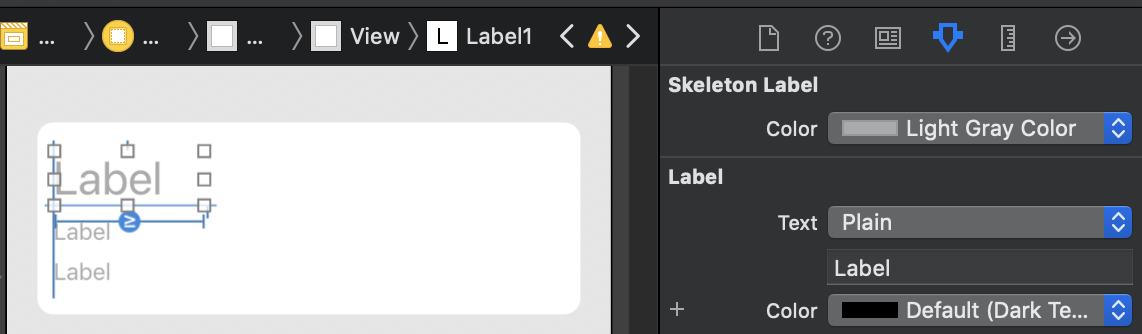 ... ... ... View L Label1
Skeleton Label
Color Light Gray Color
Label
Label
Label
Label
Text Plain
Label
Color Default (Dark Te...